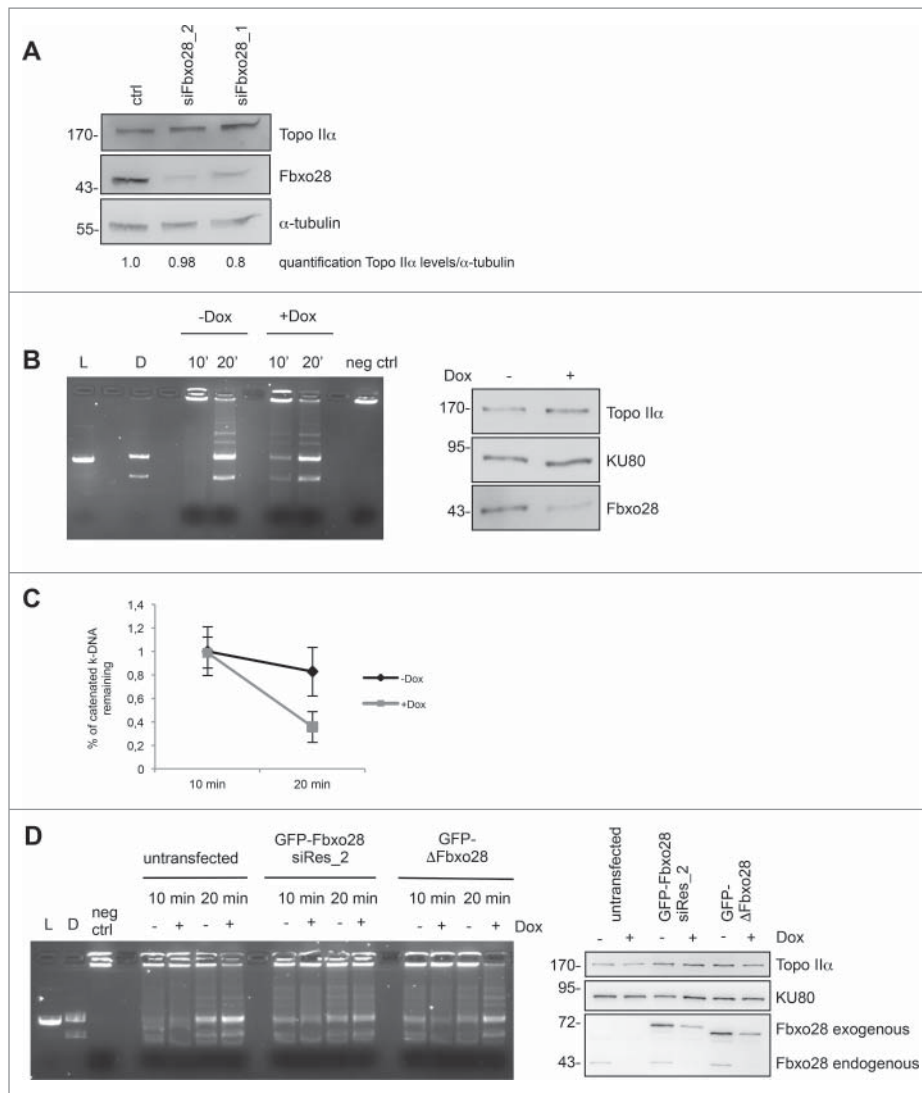 A
ctrl
siFbxo28_2
siFbxo28_1
170-
Topo IIα
43-
Fbxo28
55-
α-tubulin
1.0 0.98 0.8 quantification Topo IIα levels/α-tubulin
B
-Dox +Dox
L D 10' 20' 10' 20' neg ctrl
Dox - +
170-
Topo IIα
95-
KU80
43-
Fbxo28
C
% of catenated k-DNA
remaining
1,4
1,2
1
0,8
0,6
0,4
0,2
0
10 min 20 min
-Dox
+Dox
D
untransfected
GFP-Fbxo28
siRes_2
GFP-
ΔFbxo28
10 min 20 min 10 min 20 min 10 min 20 min
L D neg
ctrl
- + - + - + - + - + - + Dox
untransfected
GFP-Fbxo28
siRes_2
GFP-
ΔFbxo28
- + - + - + Dox
170-
Topo IIα
95-
KU80
72-
Fbxo28 exogenous
43-
Fbxo28 endogenous